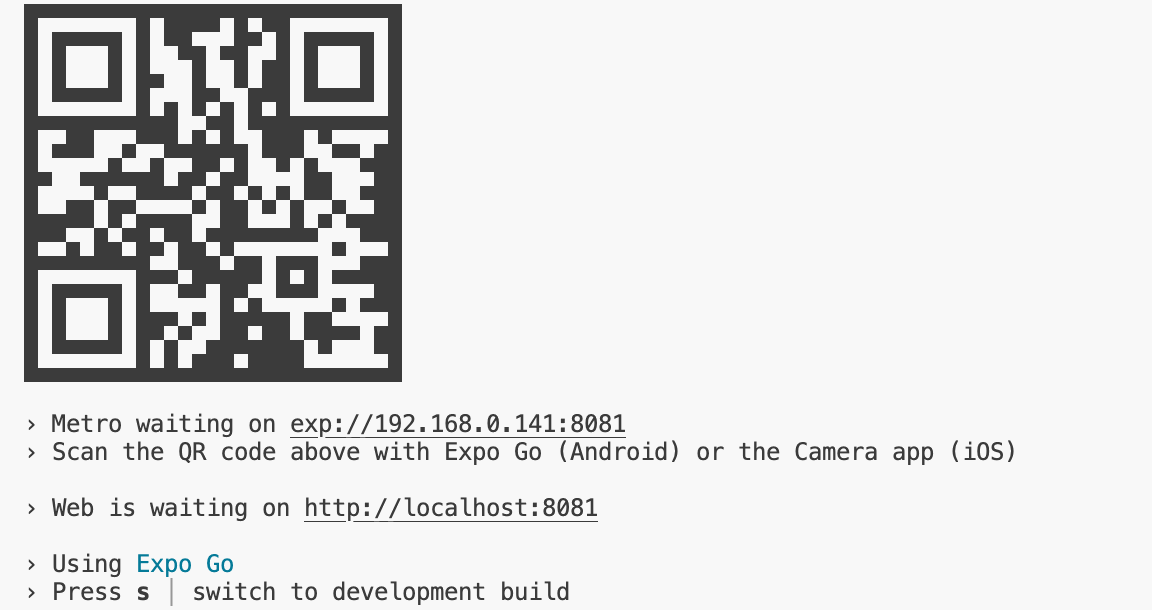 › Metro waiting on exp://192.168.0.141:8081
› Scan the QR code above with Expo Go (Android) or the Camera app (iOS)
› Web is waiting on http://localhost:8081
› Using Expo Go
› Press s │ switch to development build